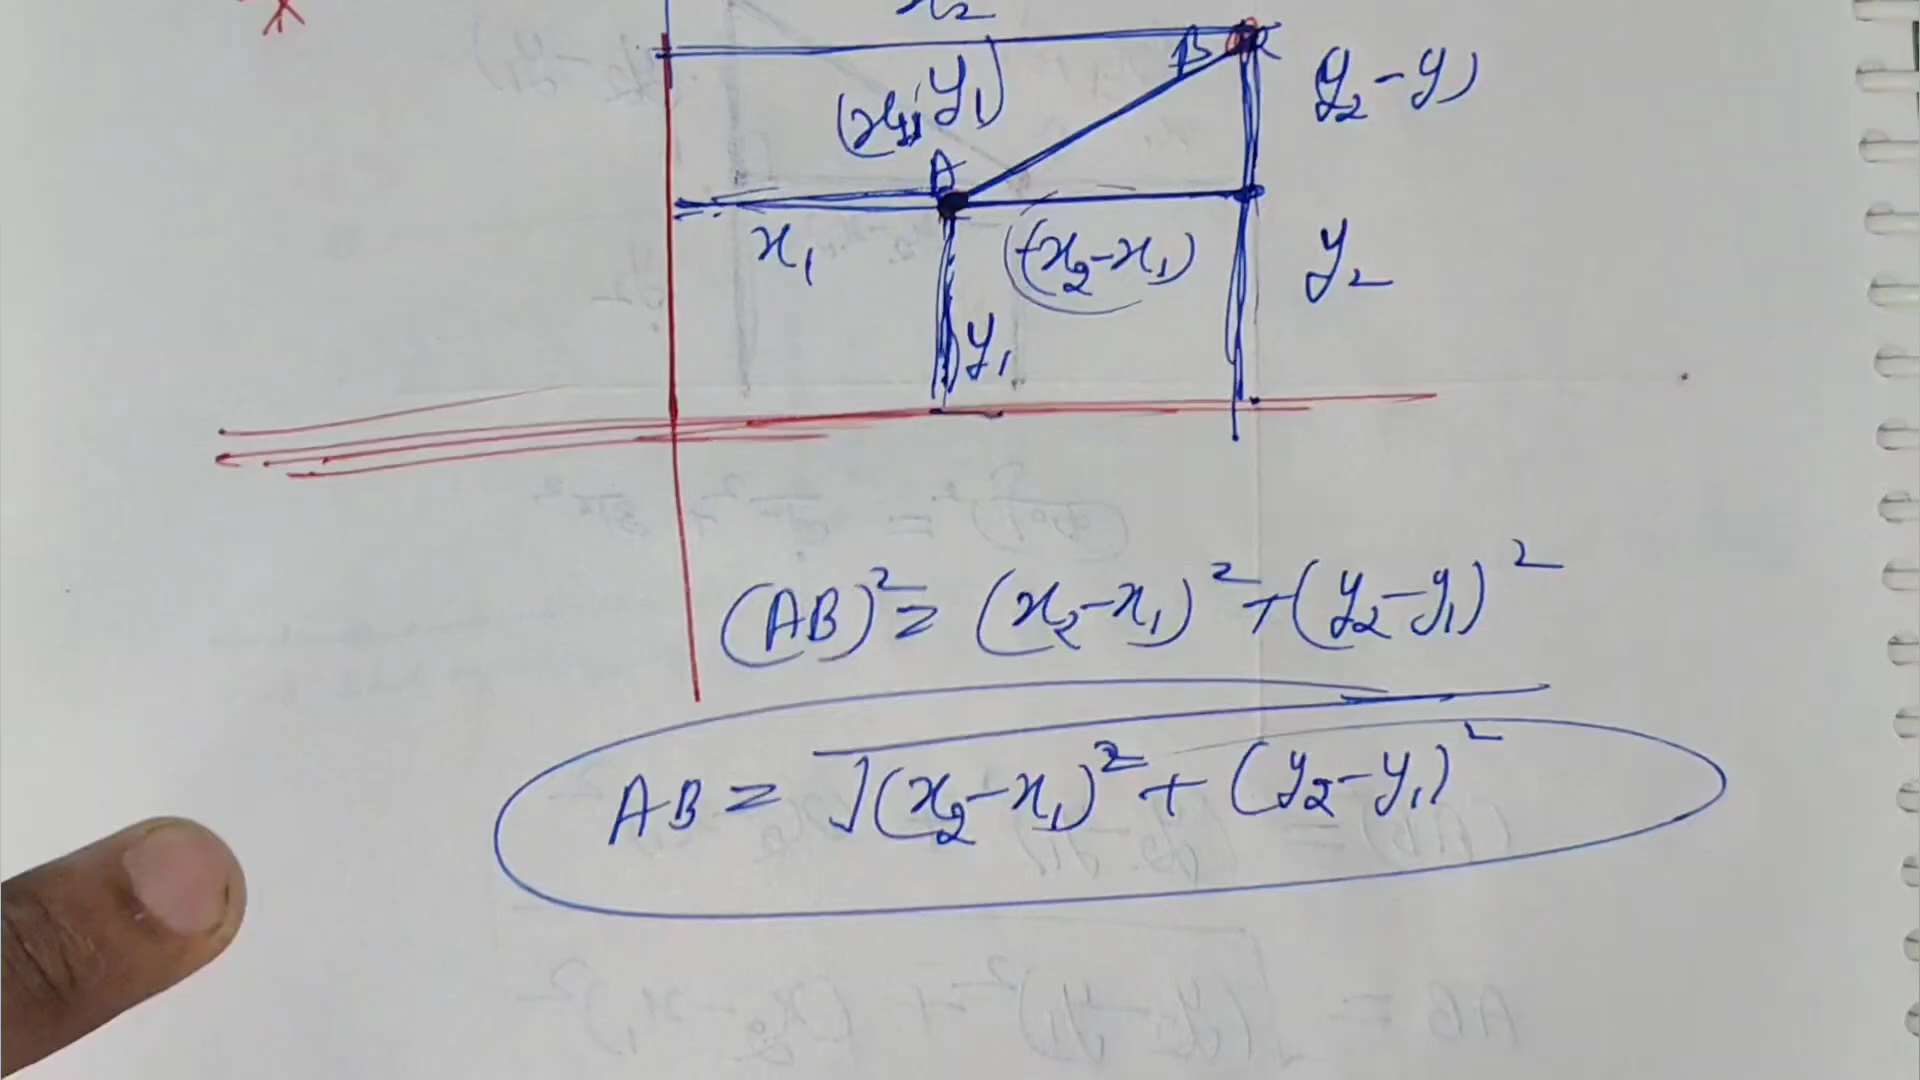 x₂
B
(x₁, y₁)
y₂-y₁
A
x₁
(x₂-x₁)
y₂
y₁
(AB)² = (x₂-x₁)² + (y₂-y₁)²
AB = √(x₂-x₁)² + (y₂-y₁)²